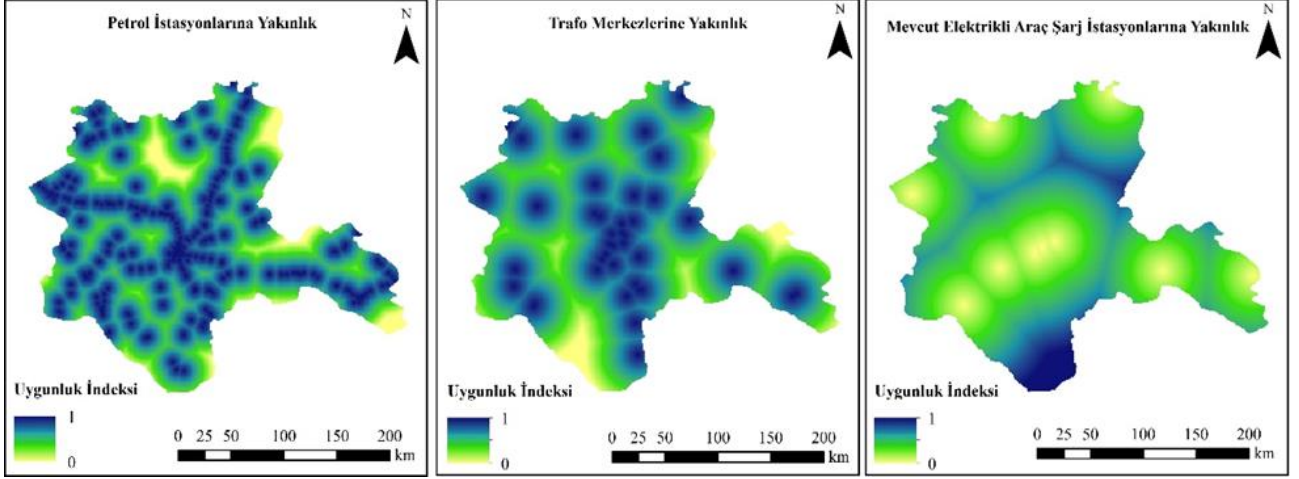 Petrol İstasyonlarına Yakınlık
N
Uygunluk İndeksi
1
0
0 25 50 100 150 200
km
Trafo Merkezlerine Yakınlık
N
Uygunluk İndeksi
1
0
0 25 50 100 150 200
km
Mevcut Elektrikli Araç Şarj İstasyonlarına Yakınlık
N
Uygunluk İndeksi
1
0
0 25 50 100 150 200
km